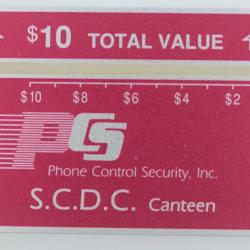 $10 TOTAL VALUE
$10 $8 $6 $4 $2
PCS
Phone Control Security, Inc.
S.C.D.C. Canteen